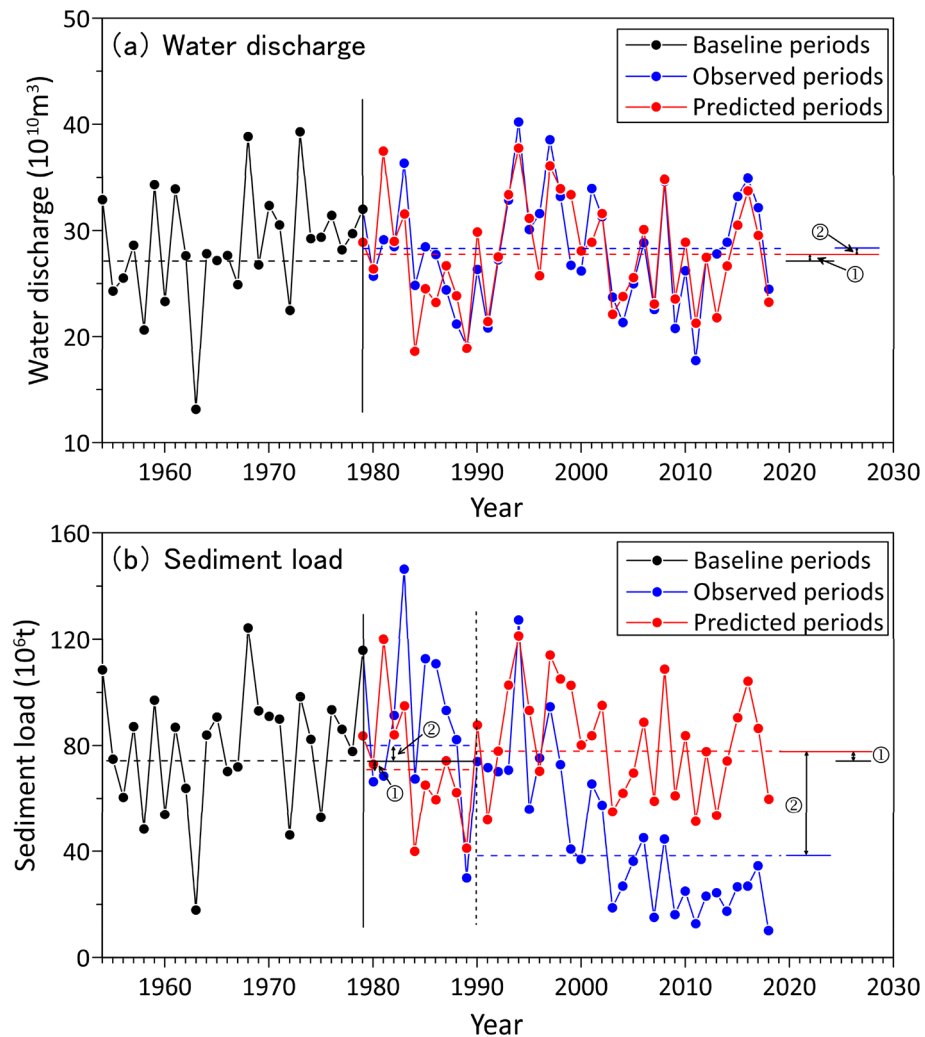 (a) Water discharge
Baseline periods
Observed periods
Predicted periods
Water discharge (10¹⁰m³)
50
40
30
20
10
②
①
1960 1970 1980 1990 2000 2010 2020 2030
Year
(b) Sediment load
Baseline periods
Observed periods
Predicted periods
Sediment load (10⁶t)
160
120
80
40
0
②
①
①
②
1960 1970 1980 1990 2000 2010 2020 2030
Year